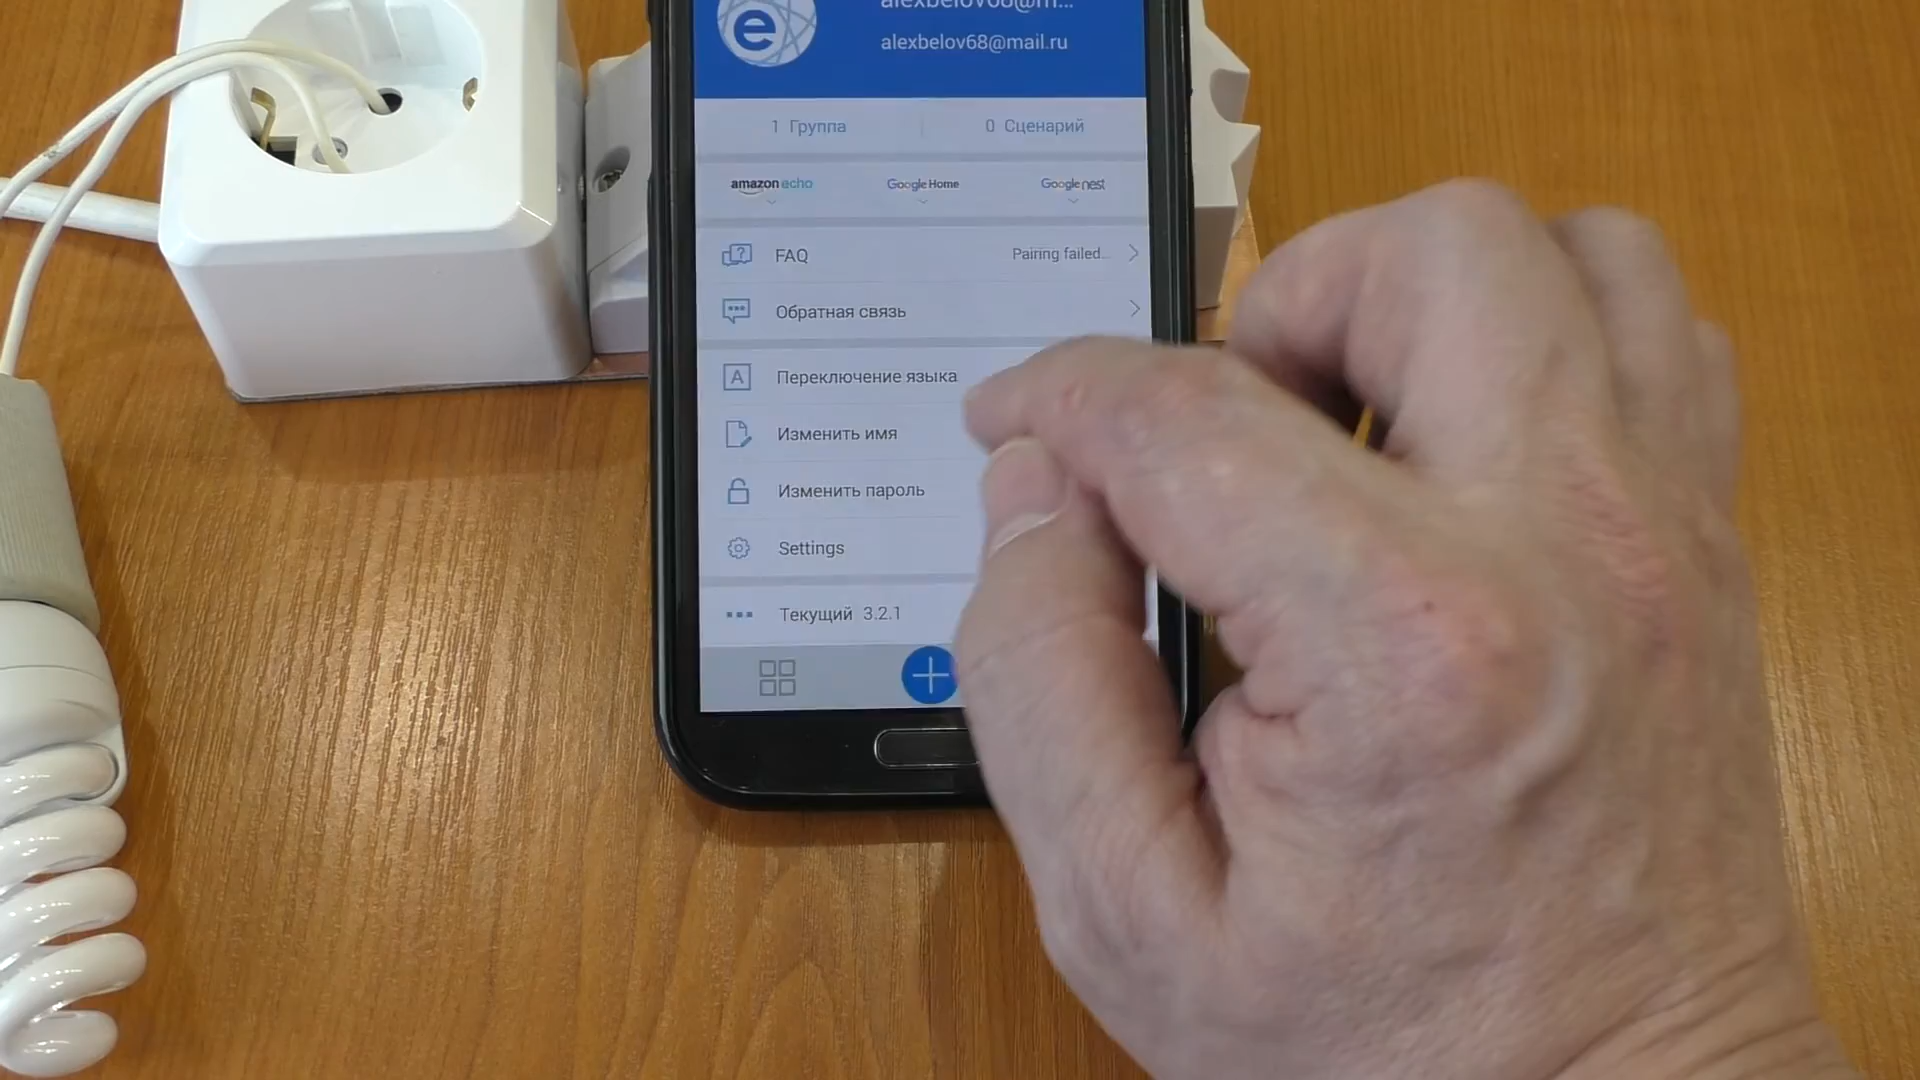 alexbelov68@m...
alexbelov68@mail.ru
1 Группа
0 Сценарий
amazon echo
Google Home
Google nest
FAQ
Pairing failed...
Обратная связь
Переключение языка
Изменить имя
Изменить пароль
Settings
Текущий 3.2.1